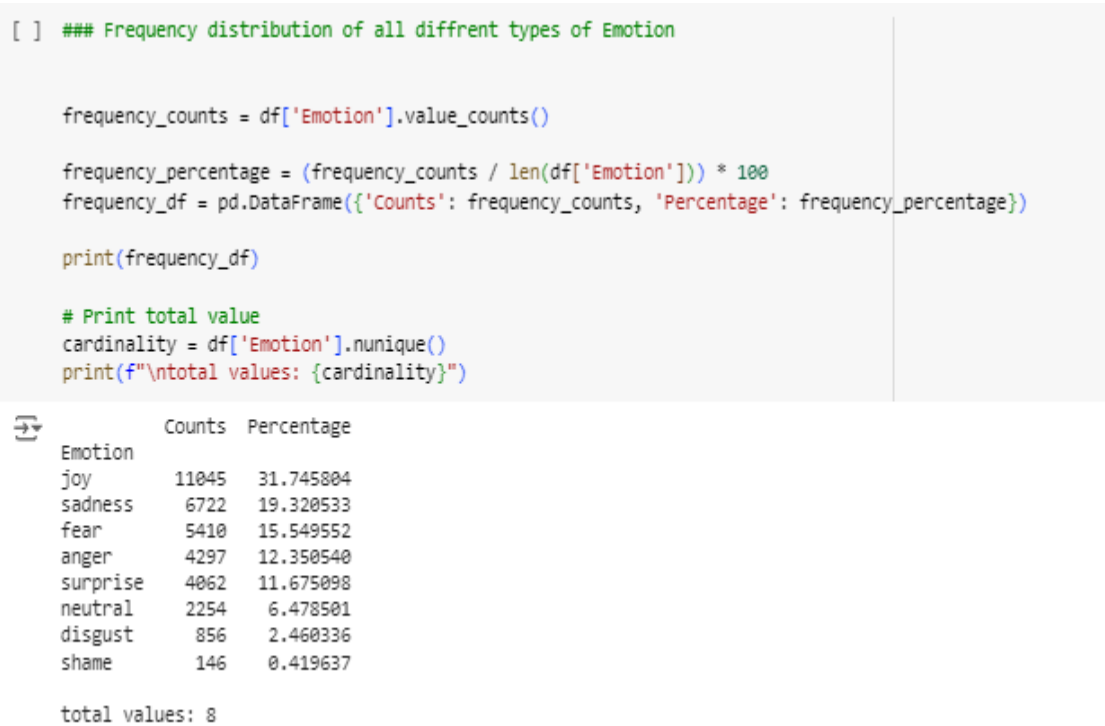 [ ] ### Frequency distribution of all diffrent types of Emotion
frequency_counts = df['Emotion'].value_counts()
frequency_percentage = (frequency_counts / len(df['Emotion'])) * 100
frequency_df = pd.DataFrame({'Counts': frequency_counts, 'Percentage': frequency_percentage})
print(frequency_df)
# Print total value
cardinality = df['Emotion'].nunique()
print(f"\ntotal values: {cardinality}")
Counts Percentage
Emotion
joy 11045 31.745804
sadness 6722 19.320533
fear 5410 15.549552
anger 4297 12.350540
surprise 4062 11.675098
neutral 2254 6.478501
disgust 856 2.460336
shame 146 0.419637
total values: 8